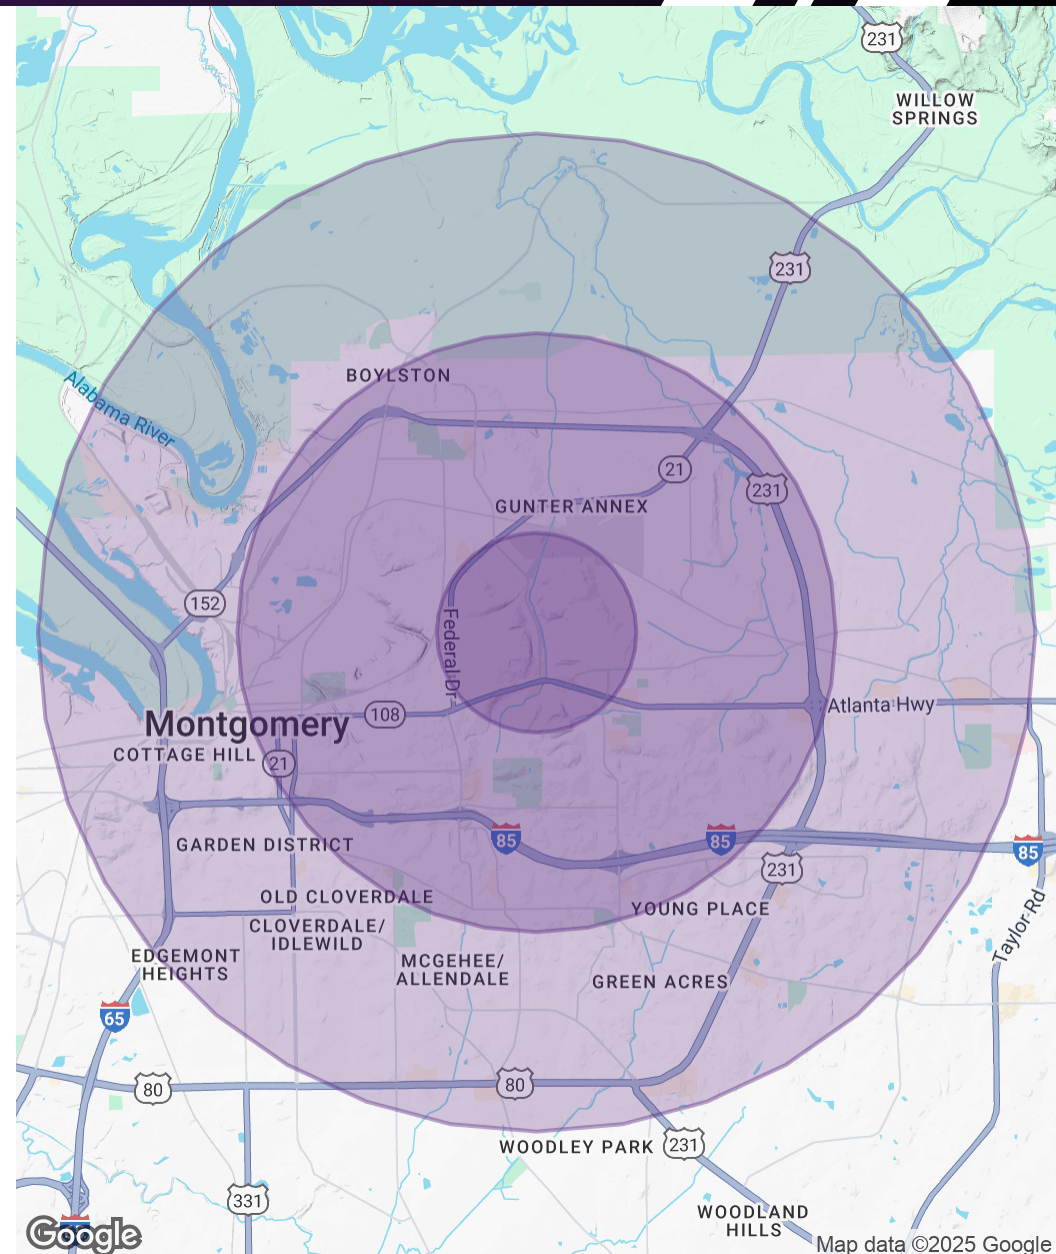 231
WILLOW
SPRINGS
231
BOYLSTON
Alabama River
21
231
GUNTER ANNEX
152
Federal Dr
108
Montgomery
Atlanta Hwy
COTTAGE HILL
21
85
85
85
GARDEN DISTRICT
231
OLD CLOVERDALE
YOUNG PLACE
CLOVERDALE/
IDLEWILD
Taylor Rd
EDGEMONT
HEIGHTS
MCGEHEE/
ALLENDALE
GREEN ACRES
65
80
80
WOODLEY PARK
231
331
WOODLAND
HILLS
Google
Map data ©2025 Google